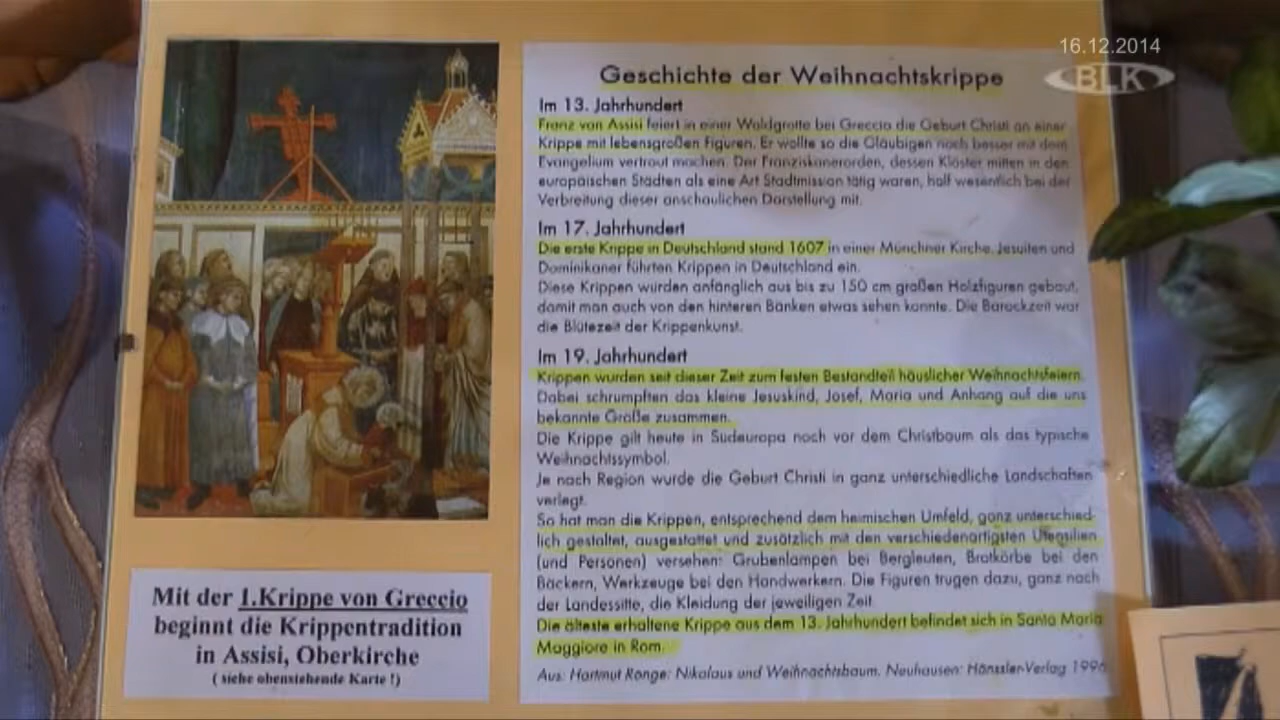 16.12.2014
BLK
Geschichte der Weihnachtskrippe
Im 13. Jahrhundert
Franz von Assisi feiert in einer Waldgrotte bei Greccio die Geburt Christi an einer
Krippe mit lebensgroßen Figuren. Er wollte so die Gläubigen noch besser mit dem
Evangelium vertraut machen. Der Franziskanerorden, dessen Klöster mitten in den
europäischen Städten als eine Art Stadtmission tätig waren, half wesentlich bei der
Verbreitung dieser anschaulichen Darstellung mit.
Im 17. Jahrhundert
Die erste Krippe in Deutschland stand 1607 in einer Münchner Kirche. Jesuiten und
Dominikaner führten Krippen in Deutschland ein.
Diese Krippen wurden anfänglich aus bis zu 150 cm großen Holzfiguren gebaut,
damit man auch von den hinteren Bänken etwas sehen konnte. Die Barockzeit war
die Blütezeit der Krippenkunst.
Im 19. Jahrhundert
Krippen wurden seit dieser Zeit zum festen Bestandteil häuslicher Weihnachtsfeiern.
Dabei schrumpften das kleine Jesuskind, Josef, Maria und Anhang auf die uns
bekannte Größe zusammen.
Die Krippe gilt heute in Südeuropa noch vor dem Christbaum als das typische
Weihnachtssymbol.
Je nach Region wurde die Geburt Christi in ganz unterschiedliche Landschaften
verlegt.
So hat man die Krippen, entsprechend dem heimischen Umfeld, ganz unterschied-
lich gestaltet, ausgestattet und zusätzlich mit den verschiedenartigsten Utensilien
(und Personen) versehen: Grubenlampen bei Bergleuten, Brotkörbe bei den
Bäckern, Werkzeuge bei den Handwerkern. Die Figuren trugen dazu, ganz nach
der Landessitte, die Kleidung der jeweiligen Zeit.
Die älteste erhaltene Krippe aus dem 13. Jahrhundert befindet sich in Santa Maria
Maggiore in Rom.
Aus: Hartmut Ronge: Nikolaus und Weihnachtsbaum. Neuhausen: Hänssler-Verlag 1996
Mit der 1.Krippe von Greccio
beginnt die Krippentradition
in Assisi, Oberkirche
( siehe obenstehende Karte !)